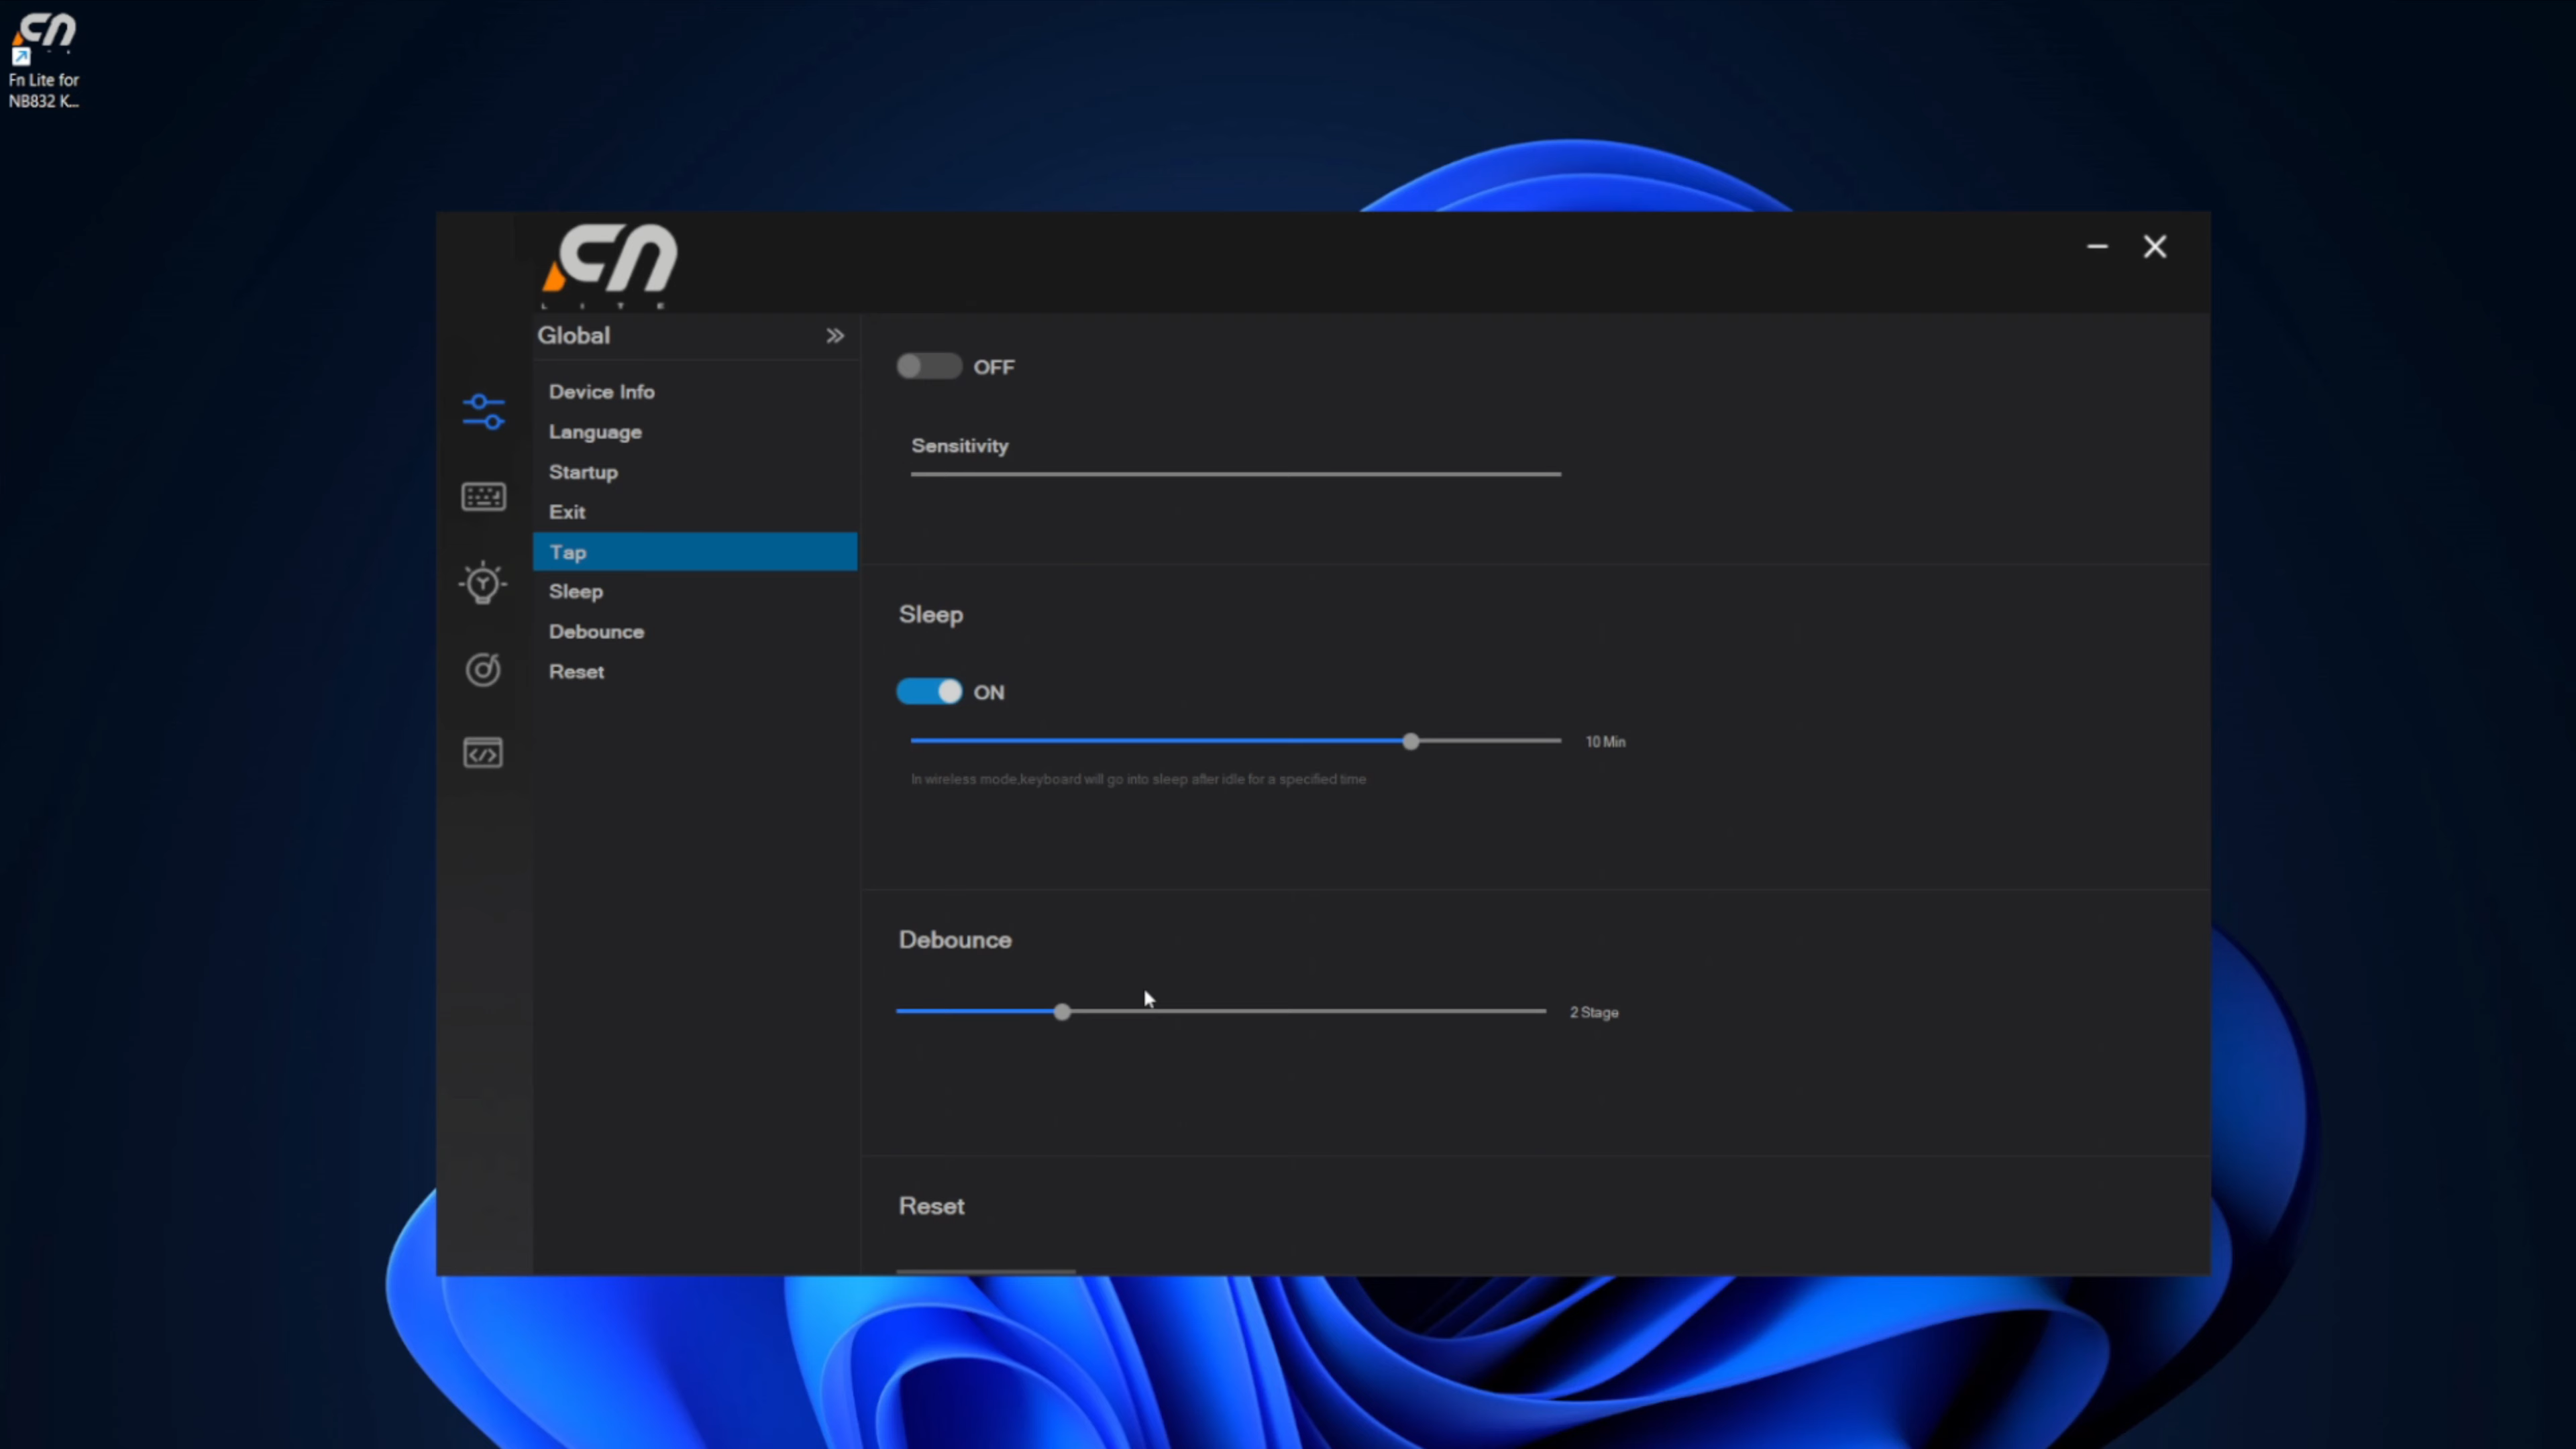 Fn Lite for
NB832 K...
LITE
Global
Device Info
Language
Startup
Exit
Tap
Sleep
Debounce
Reset
OFF
Sensitivity
Sleep
ON
10 Min
In wireless mode,keyboard will go into sleep after idle for a specified time
Debounce
2 Stage
Reset